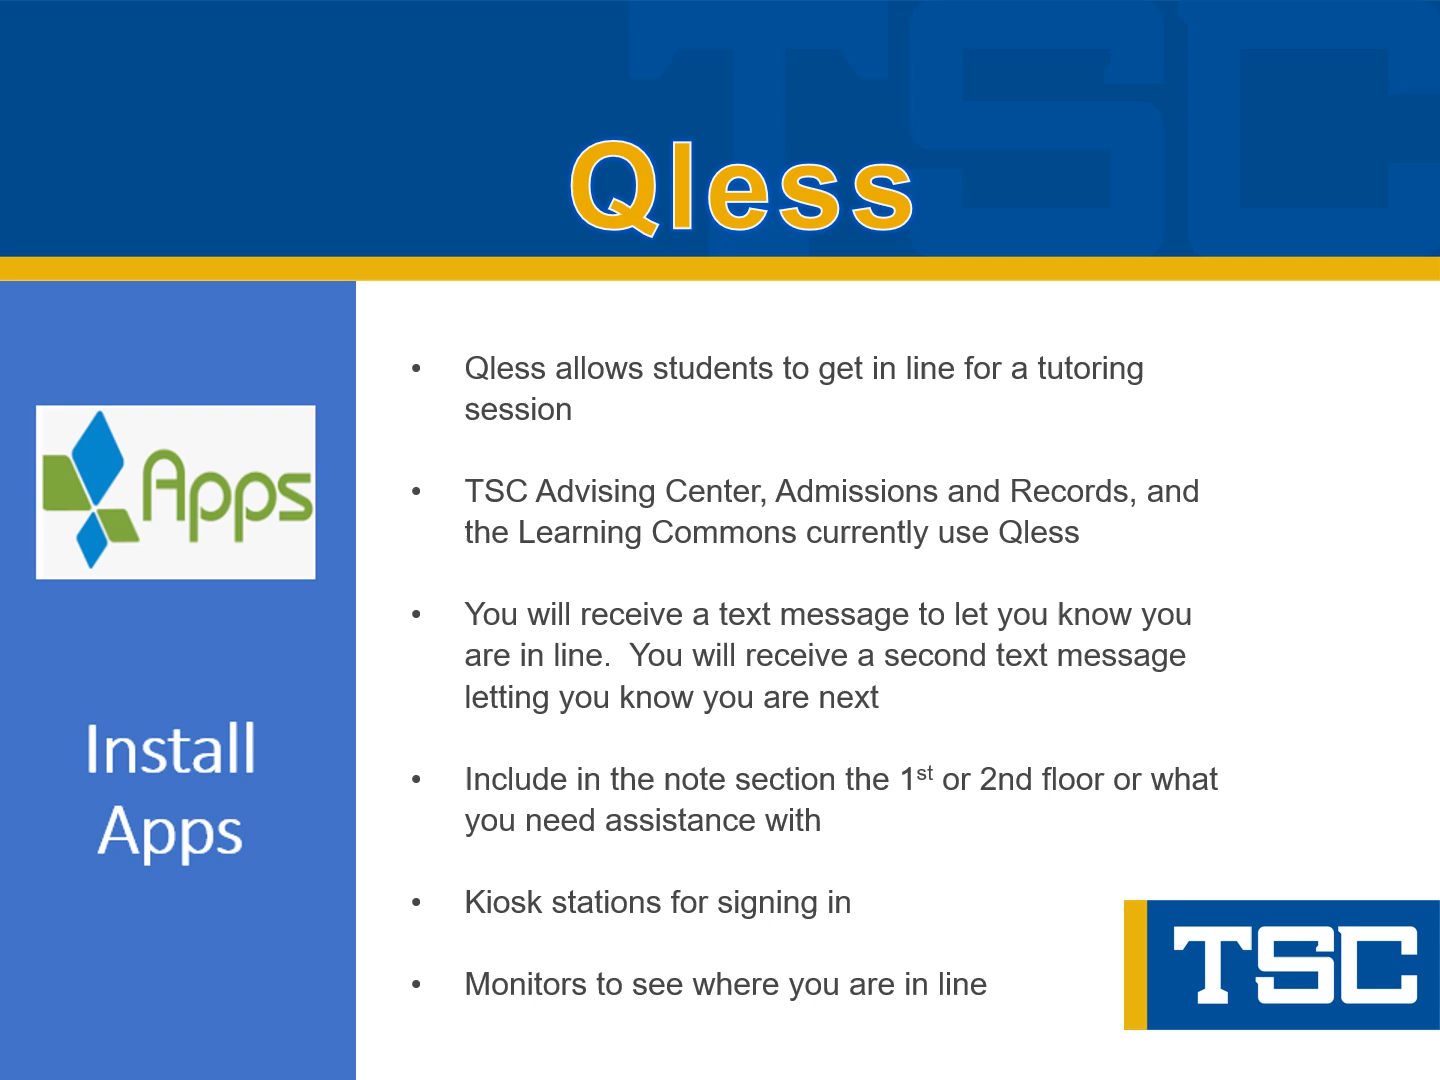 TSC
Qless
Apps
Install
Apps
• Qless allows students to get in line for a tutoring
session
• TSC Advising Center, Admissions and Records, and
the Learning Commons currently use Qless
• You will receive a text message to let you know you
are in line.  You will receive a second text message
letting you know you are next
• Include in the note section the 1st or 2nd floor or what
you need assistance with
• Kiosk stations for signing in
• Monitors to see where you are in line
TSC